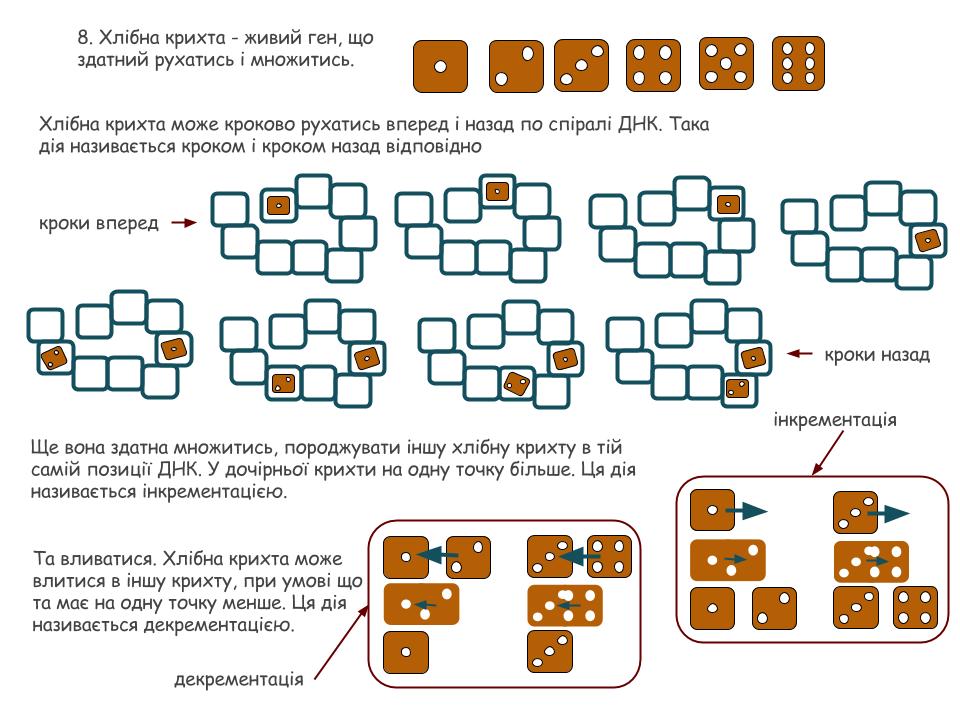 8. Хлібна крихта - живий ген, що
здатний рухатись і множитись.
Хлібна крихта може кроково рухатись вперед і назад по спіралі ДНК. Така
дія називається кроком і кроком назад відповідно
кроки вперед
кроки назад
інкрементація
Ще вона здатна множитись, породжувати іншу хлібну крихту в тій
самій позиції ДНК. У дочірньої крихти на одну точку більше. Ця дія
називається інкрементацією.
Та вливатися. Хлібна крихта може
влитися в іншу крихту, при умові що
та має на одну точку менше. Ця дія
називається декрементацією.
декрементація